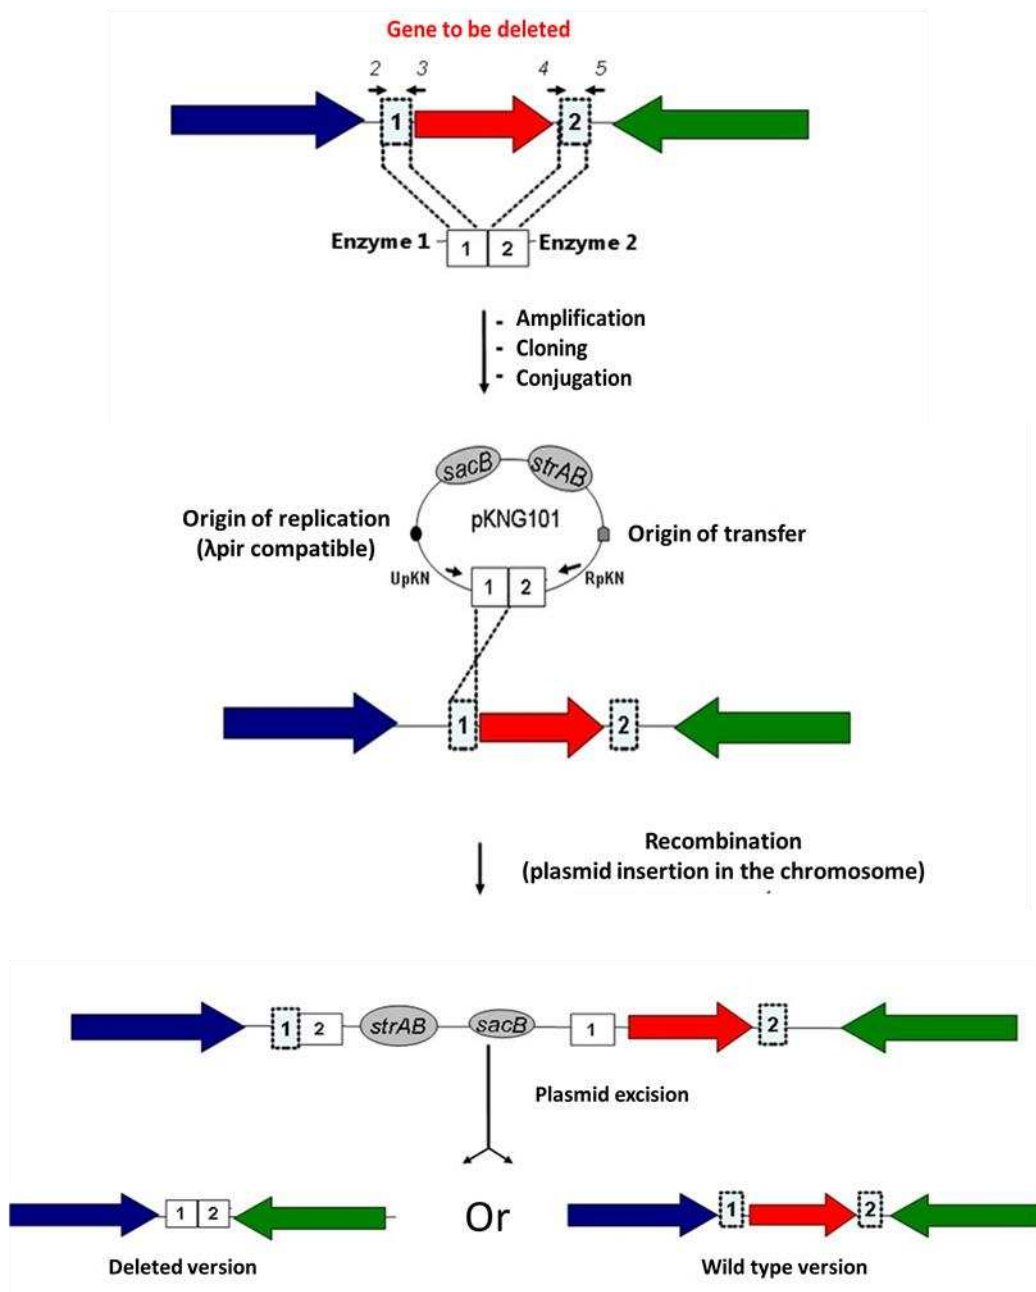 Gene to be deleted
2 3 4 5
1 2
Enzyme 1 1 2 Enzyme 2
- Amplification
- Cloning
- Conjugation
sacB strAB
pKNG101
Origin of replication
(λpir compatible)
Origin of transfer
UpKN 1 2 RpKN
1 2
Recombination
(plasmid insertion in the chromosome)
1 2 strAB sacB 1 2
Plasmid excision
1 2 Or 1 2
Deleted version Wild type version